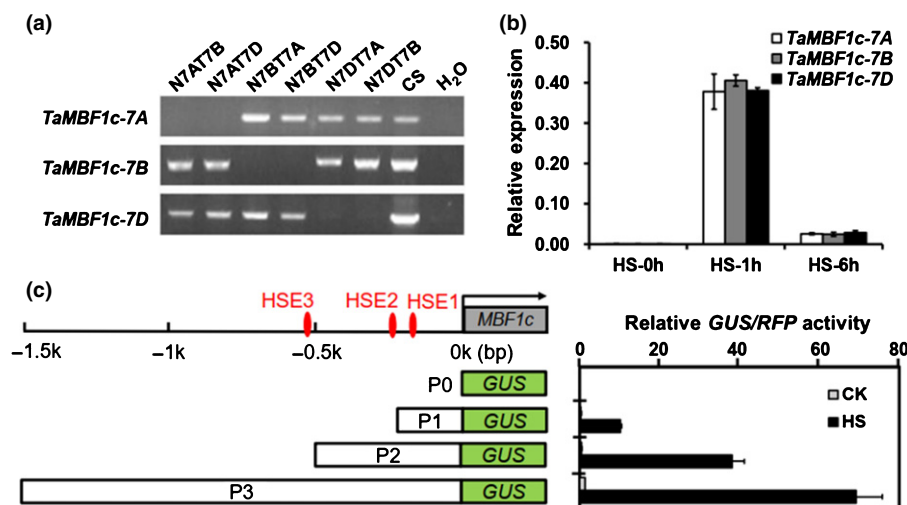 (a)
N7AT7B N7AT7D N7BT7A N7BT7D N7DT7A N7DT7B CS H₂O
TaMBF1c-7A
TaMBF1c-7B
TaMBF1c-7D
(b)
TaMBF1c-7A
TaMBF1c-7B
TaMBF1c-7D
Relative expression
0.50
0.40
0.30
0.20
0.10
0.00
HS-0h HS-1h HS-6h
(c)
HSE3 HSE2 HSE1
MBF1c
−1.5k −1k −0.5k 0k (bp)
P0 GUS
P1 GUS
P2 GUS
P3 GUS
Relative GUS/RFP activity
0 20 40 60 80
CK
HS